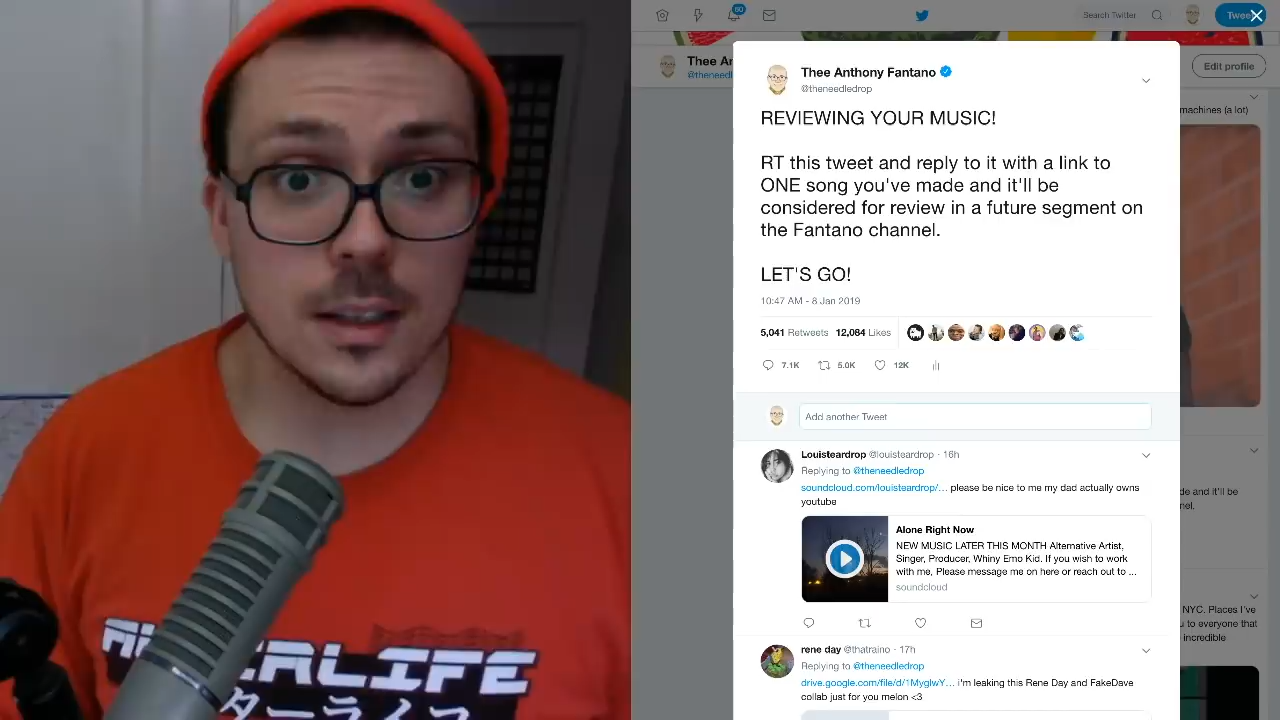 60
Search Twitter
Thee Anthony Fantano
@theneedledrop
Edit profile
REVIEWING YOUR MUSIC!
RT this tweet and reply to it with a link to
ONE song you've made and it'll be
considered for review in a future segment on
the Fantano channel.
LET'S GO!
10:47 AM - 8 Jan 2019
5,041 Retweets 12,084 Likes
7.1K 5.0K 12K
Add another Tweet
Louisteardrop @louisteardrop · 16h
Replying to @theneedledrop
soundcloud.com/louisteardrop/... please be nice to me my dad actually owns
youtube
Alone Right Now
NEW MUSIC LATER THIS MONTH Alternative Artist,
Singer, Producer, Whiny Emo Kid. If you wish to work
with me, Please message me on here or reach out to ...
soundcloud
rene day @thatraino · 17h
Replying to @theneedledrop
drive.google.com/file/d/1MyglwY... i'm leaking this Rene Day and FakeDave
collab just for you melon <3
machines (a lot)
de and it'll be
nel.
NYC. Places I've
u to everyone that
incredible